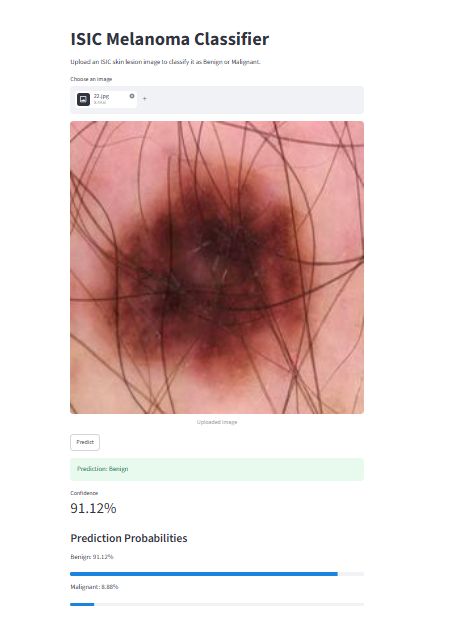 ISIC Melanoma Classifier
Upload an ISIC skin lesion image to classify it as Benign or Malignant.
Choose an image
22.jpg
+
Uploaded Image
Predict
Prediction: Benign
Confidence
91.12%
Prediction Probabilities
Benign: 91.12%
Malignant: 8.88%